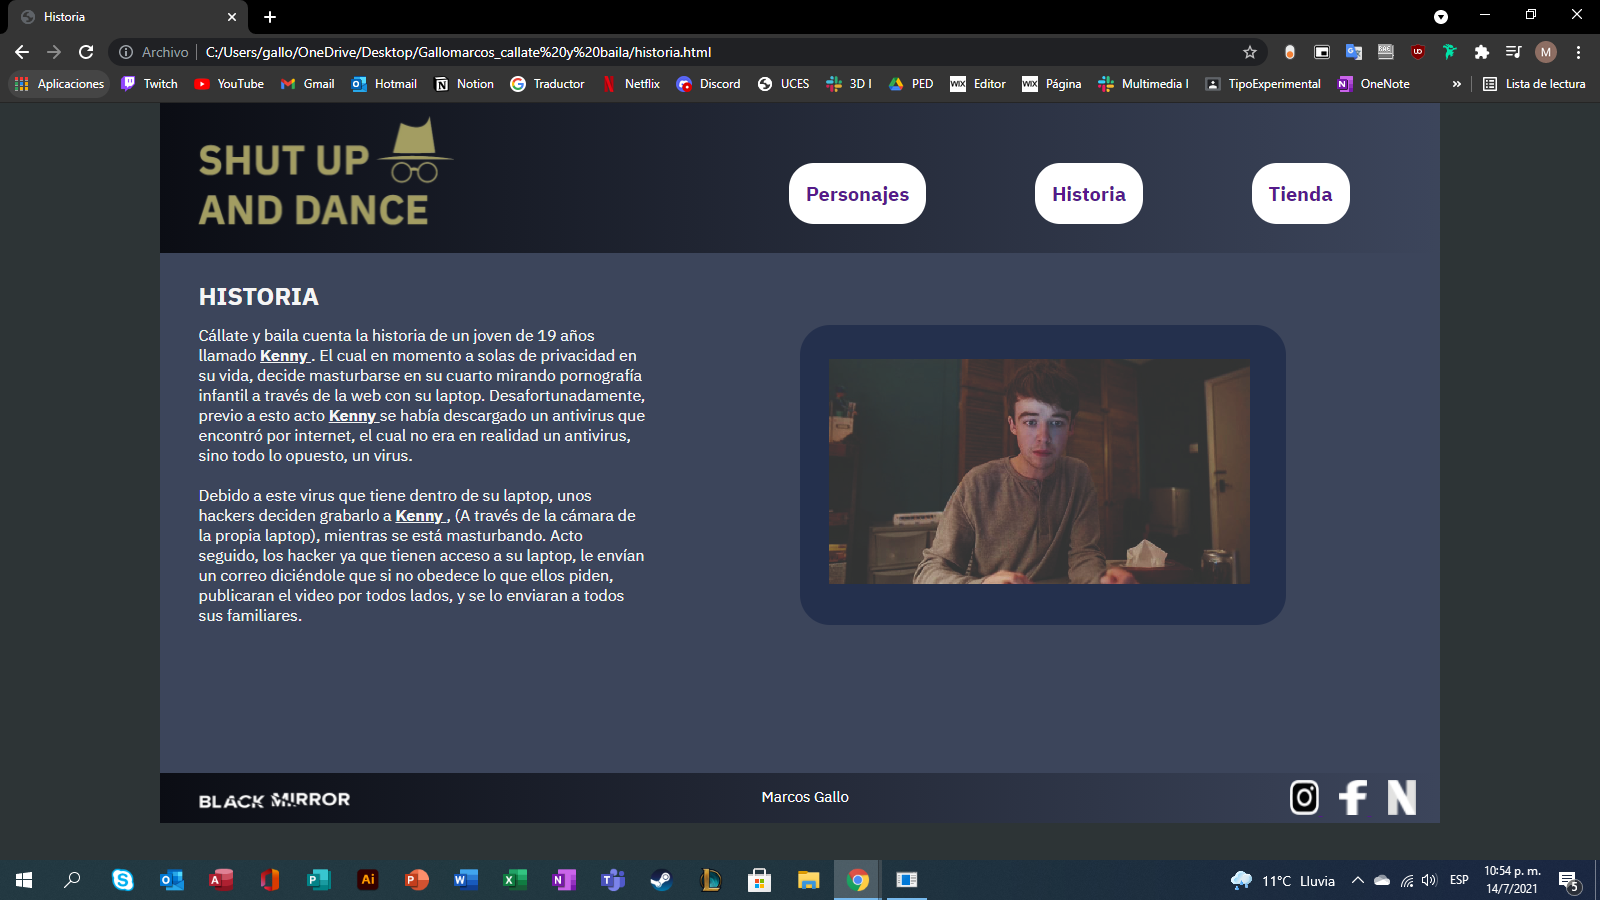 Historia
Archivo
C:/Users/gallo/OneDrive/Desktop/Gallomarcos_callate%20y%20baila/historia.html
M
Aplicaciones
Twitch
YouTube
Gmail
Hotmail
Notion
Traductor
Netflix
Discord
UCES
3D I
PED
WIX Editor
WIX Página
Multimedia I
TipoExperimental
OneNote
»
Lista de lectura
SHUT UP
AND DANCE
Personajes
Historia
Tienda
HISTORIA
Cállate y baila cuenta la historia de un joven de 19 años
llamado Kenny . El cual en momento a solas de privacidad en
su vida, decide masturbarse en su cuarto mirando pornografía
infantil a través de la web con su laptop. Desafortunadamente,
previo a esto acto Kenny se había descargado un antivirus que
encontró por internet, el cual no era en realidad un antivirus,
sino todo lo opuesto, un virus.
Debido a este virus que tiene dentro de su laptop, unos
hackers deciden grabarlo a Kenny , (A través de la cámara de
la propia laptop), mientras se está masturbando. Acto
seguido, los hacker ya que tienen acceso a su laptop, le envían
un correo diciéndole que si no obedece lo que ellos piden,
publicaran el video por todos lados, y se lo enviaran a todos
sus familiares.
BLACK MIRROR
Marcos Gallo
N
11°C Lluvia
ESP
10:54 p. m.
14/7/2021
5